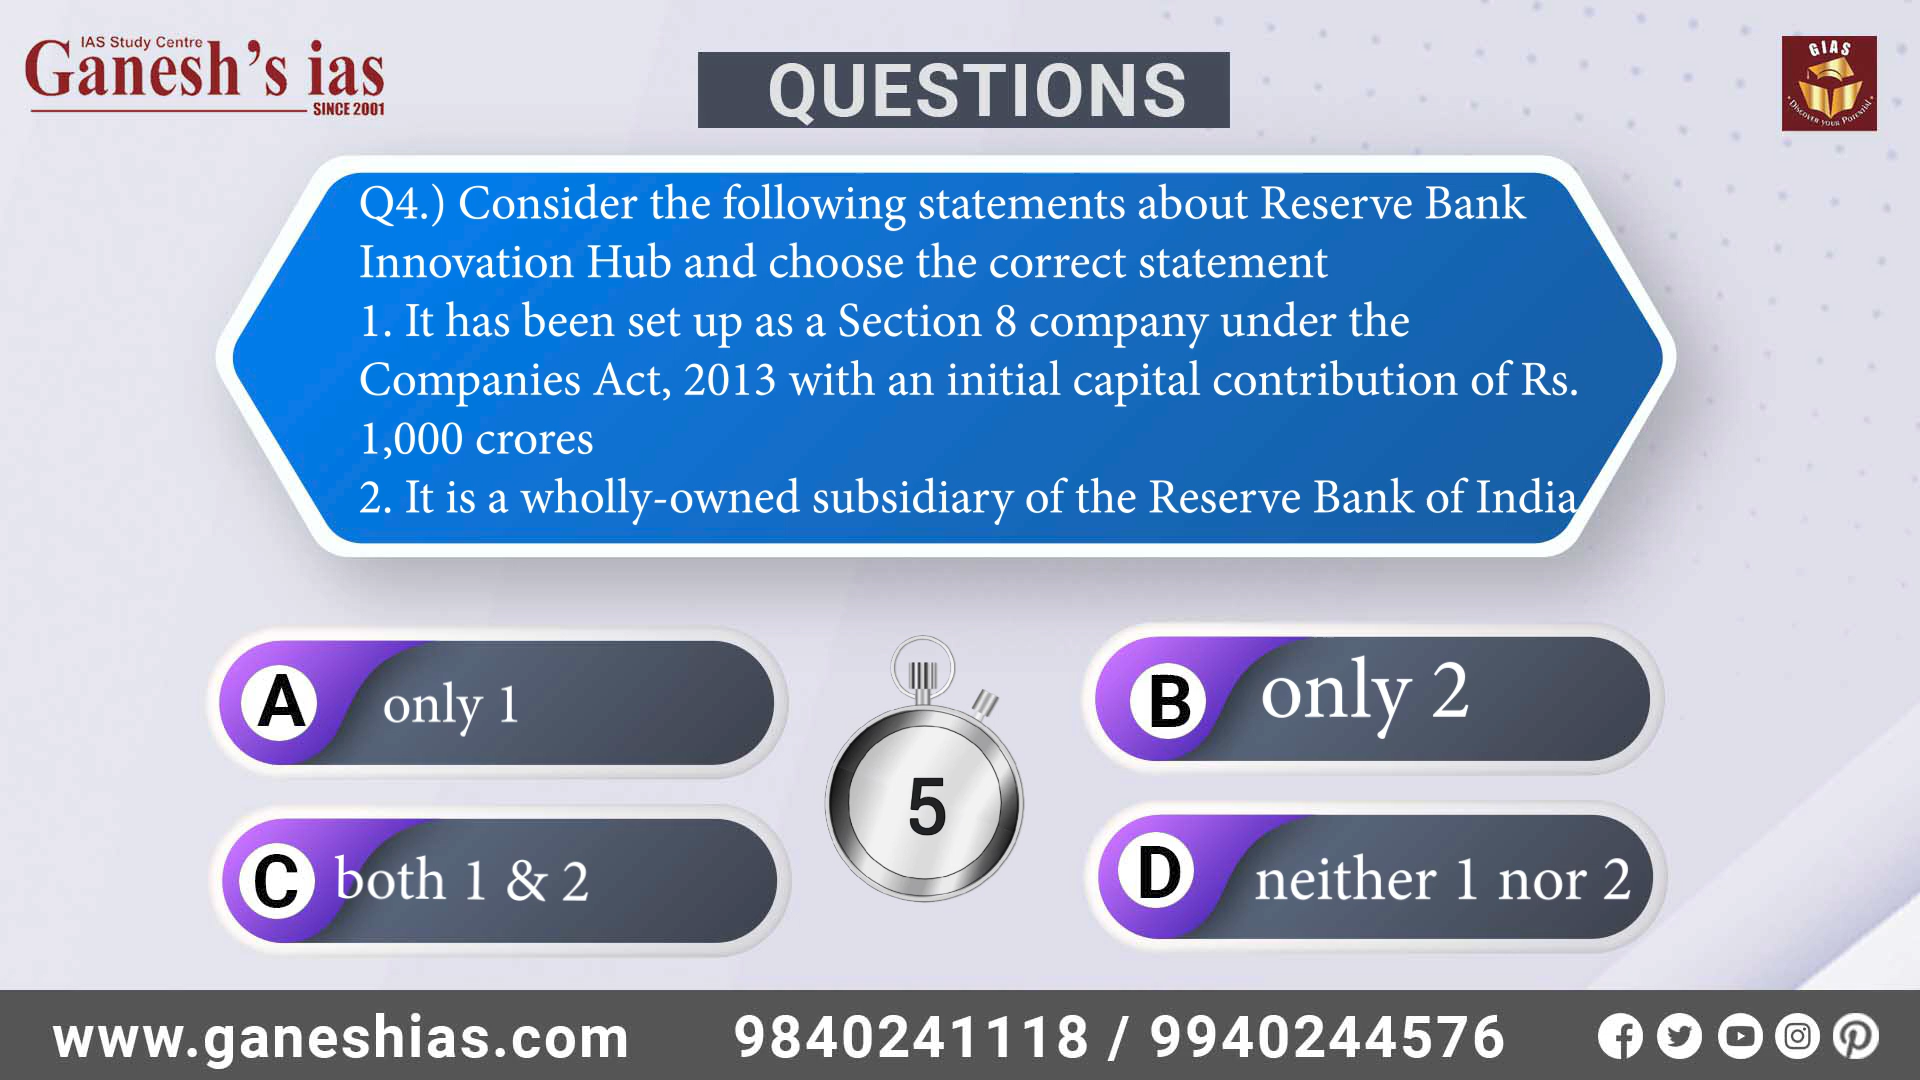 IAS Study Centre
Ganesh's ias
SINCE 2001
QUESTIONS
GIAS
• Discover your Potential •
Q4.) Consider the following statements about Reserve Bank
Innovation Hub and choose the correct statement
1. It has been set up as a Section 8 company under the
Companies Act, 2013 with an initial capital contribution of Rs.
1,000 crores
2. It is a wholly-owned subsidiary of the Reserve Bank of India.
A only 1
B only 2
5
C both 1 & 2
D neither 1 nor 2
www.ganeshias.com 9840241118 / 9940244576